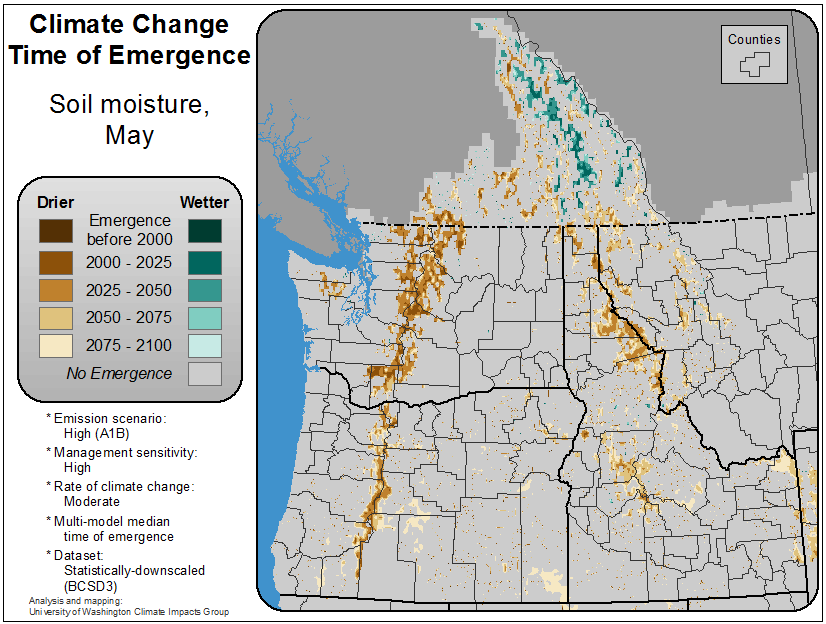 Climate Change
Time of Emergence
Soil moisture,
May
Drier
Wetter
Emergence
before 2000
2000 - 2025
2025 - 2050
2050 - 2075
2075 - 2100
No Emergence
* Emission scenario:
High (A1B)
* Management sensitivity:
High
* Rate of climate change:
Moderate
* Multi-model median
time of emergence
* Dataset:
Statistically-downscaled
(BCSD3)
Analysis and mapping:
University of Washington Climate Impacts Group
Counties